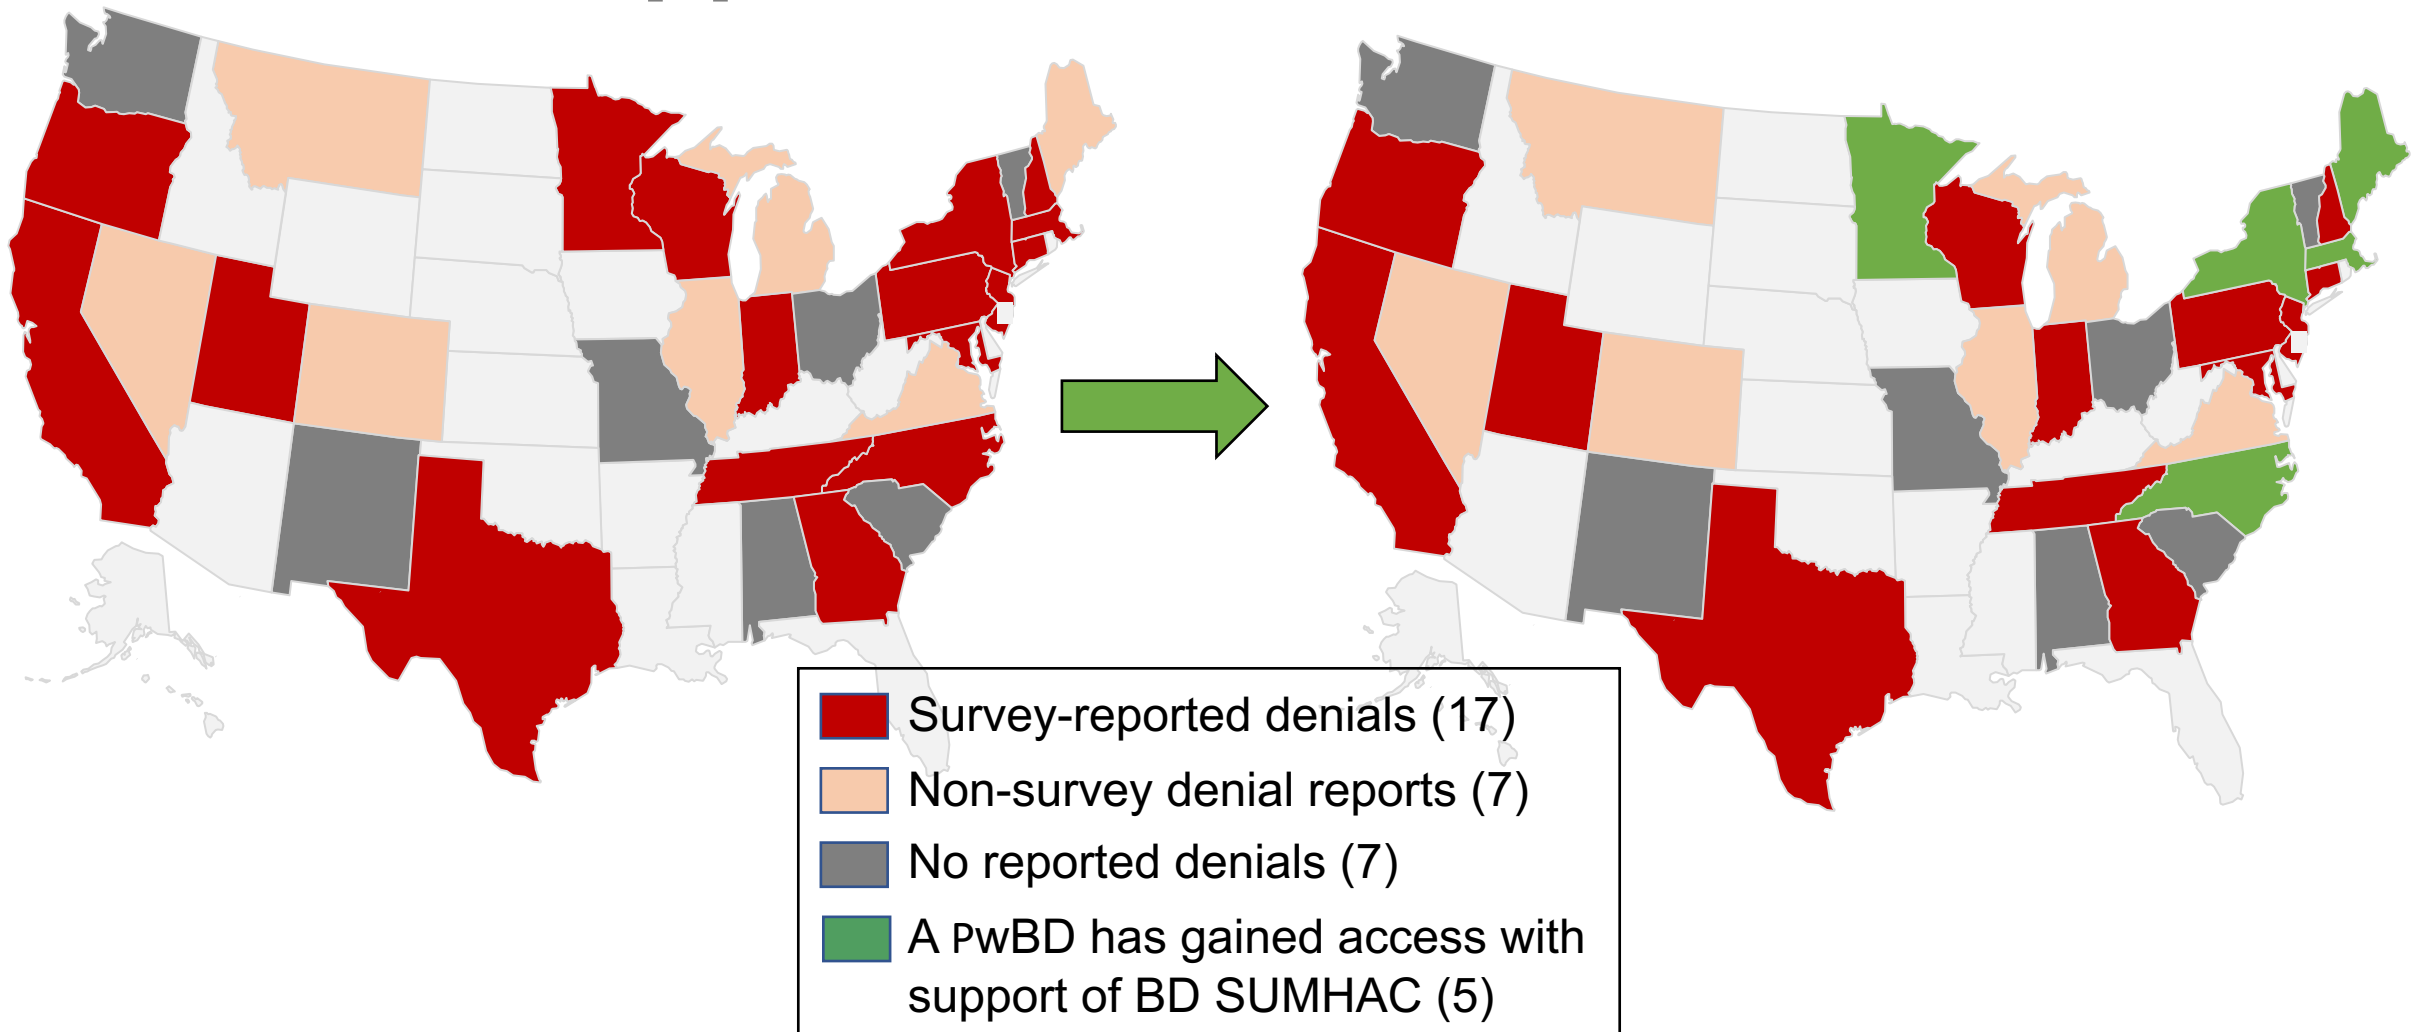 Survey-reported denials (17)
Non-survey denial reports (7)
No reported denials (7)
A PwBD has gained access with
support of BD SUMHAC (5)